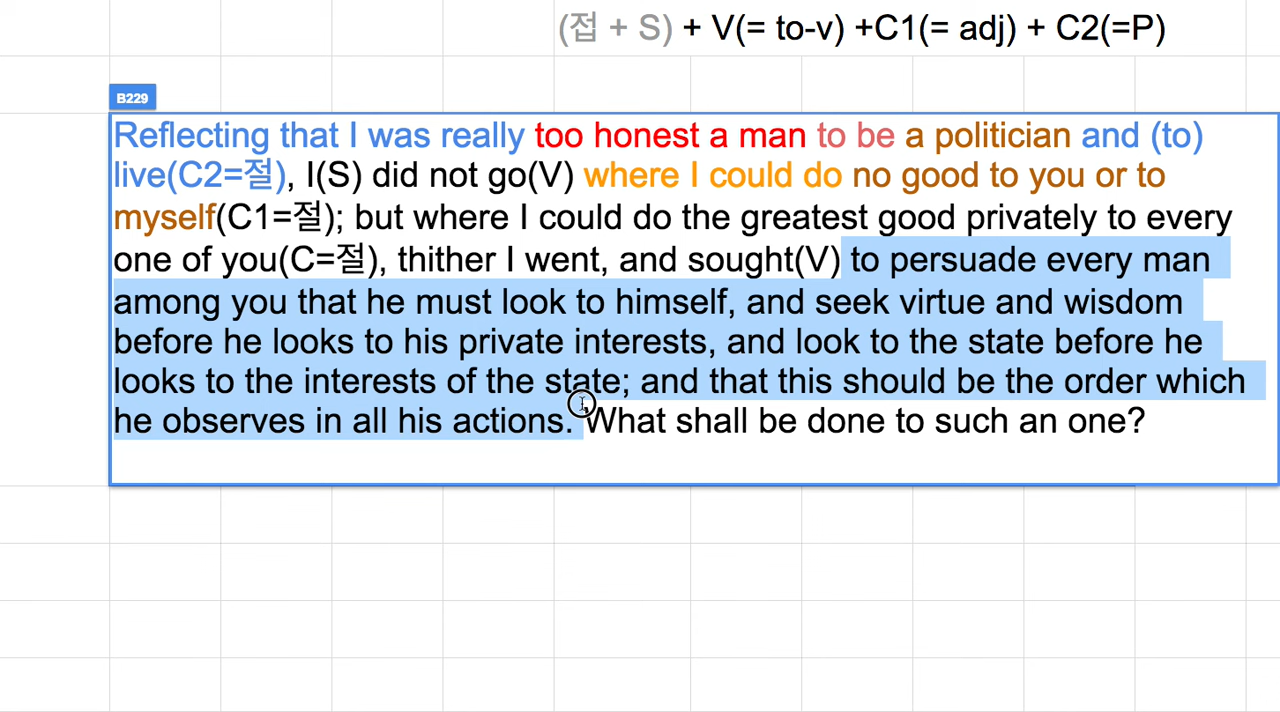 (접 + S) + V(= to-v) +C1(= adj) + C2(=P)
B229
Reflecting that I was really too honest a man to be a politician and (to)
live(C2=절), I(S) did not go(V) where I could do no good to you or to
myself(C1=절); but where I could do the greatest good privately to every
one of you(C=절), thither I went, and sought(V) to persuade every man
among you that he must look to himself, and seek virtue and wisdom
before he looks to his private interests, and look to the state before he
looks to the interests of the state; and that this should be the order which
he observes in all his actions. What shall be done to such an one?